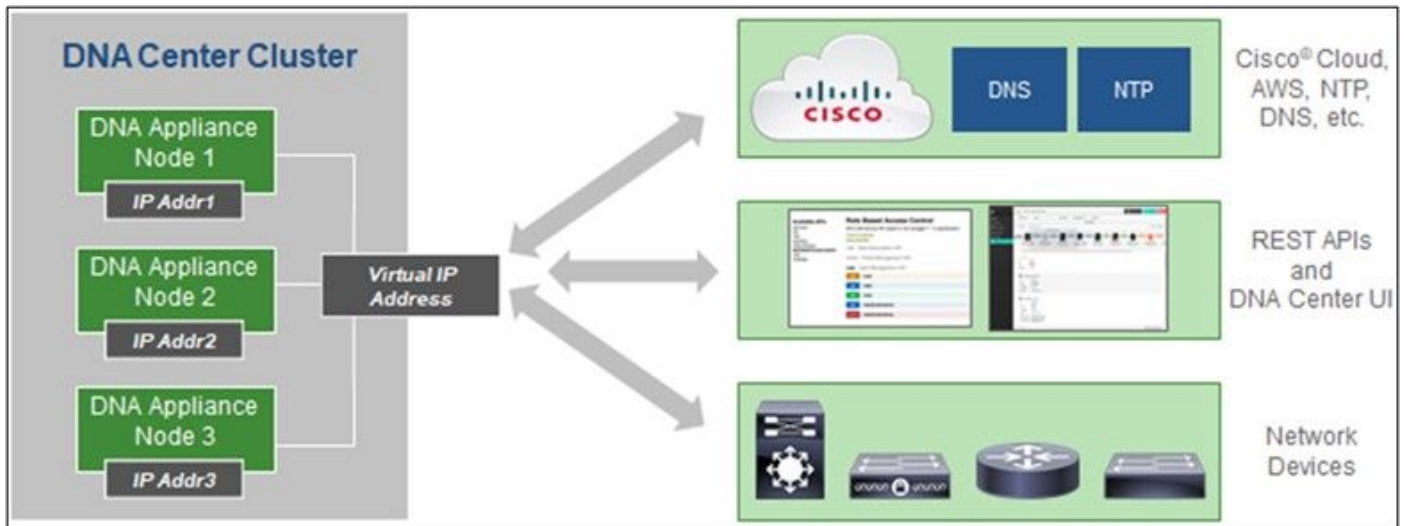 DNA Center Cluster
DNA Appliance
Node 1
IP Addr1
DNA Appliance
Node 2
IP Addr2
DNA Appliance
Node 3
IP Addr3
Virtual IP
Address
CISCO
DNS
NTP
Cisco® Cloud,
AWS, NTP,
DNS, etc.
Role Based Access Control
REST APIs
and
DNA Center UI
Network
Devices